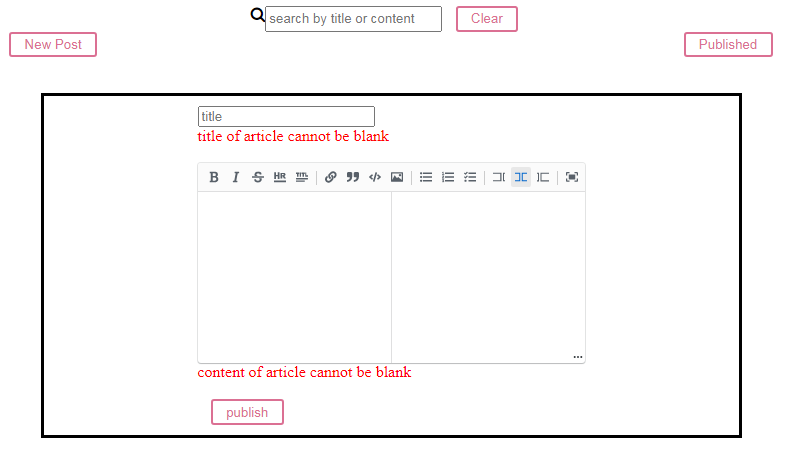 search by title or content Clear
New Post Published
title
title of article cannot be blank
B I S HR TITL
content of article cannot be blank
publish